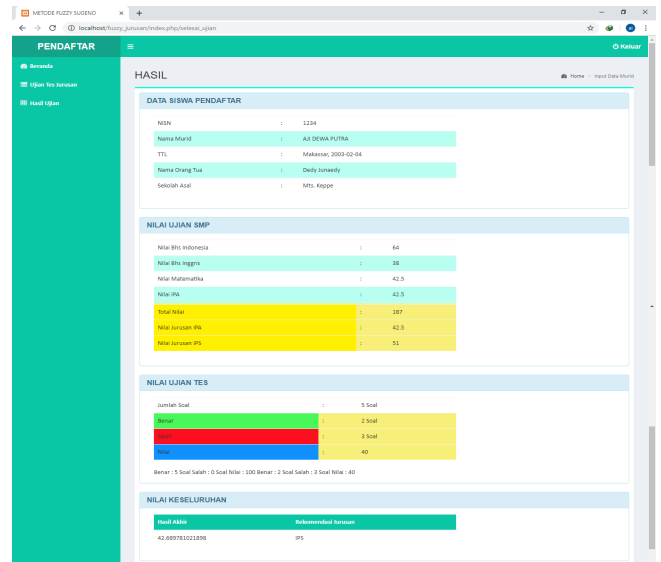 METODE FUZZY SUGENO
localhost/fuzzy_jurusan/index.php/selesai_ujian
PENDAFTAR
Keluar
Beranda
Ujian Tes Jurusan
Hasil Ujian
HASIL
Home > Input Data Murid
DATA SISWA PENDAFTAR
NISN : 1234
Nama Murid : AJI DEWA PUTRA
TTL : Makassar, 2003-02-04
Nama Orang Tua : Dedy Junaedy
Sekolah Asal : Mts. Keppe
NILAI UJIAN SMP
Nilai Bhs Indonesia : 64
Nilai Bhs Inggris : 38
Nilai Matematika : 42.5
Nilai IPA : 42.5
Total Nilai : 187
Nilai Jurusan IPA : 42.5
Nilai Jurusan IPS : 51
NILAI UJIAN TES
Jumlah Soal : 5 Soal
Benar : 2 Soal
Salah : 3 Soal
Nilai : 40
Benar : 5 Soal Salah : 0 Soal Nilai : 100 Benar : 2 Soal Salah : 3 Soal Nilai : 40
NILAI KESELURUHAN
Hasil Akhir Rekomendasi Jurusan
42.689781021898 IPS